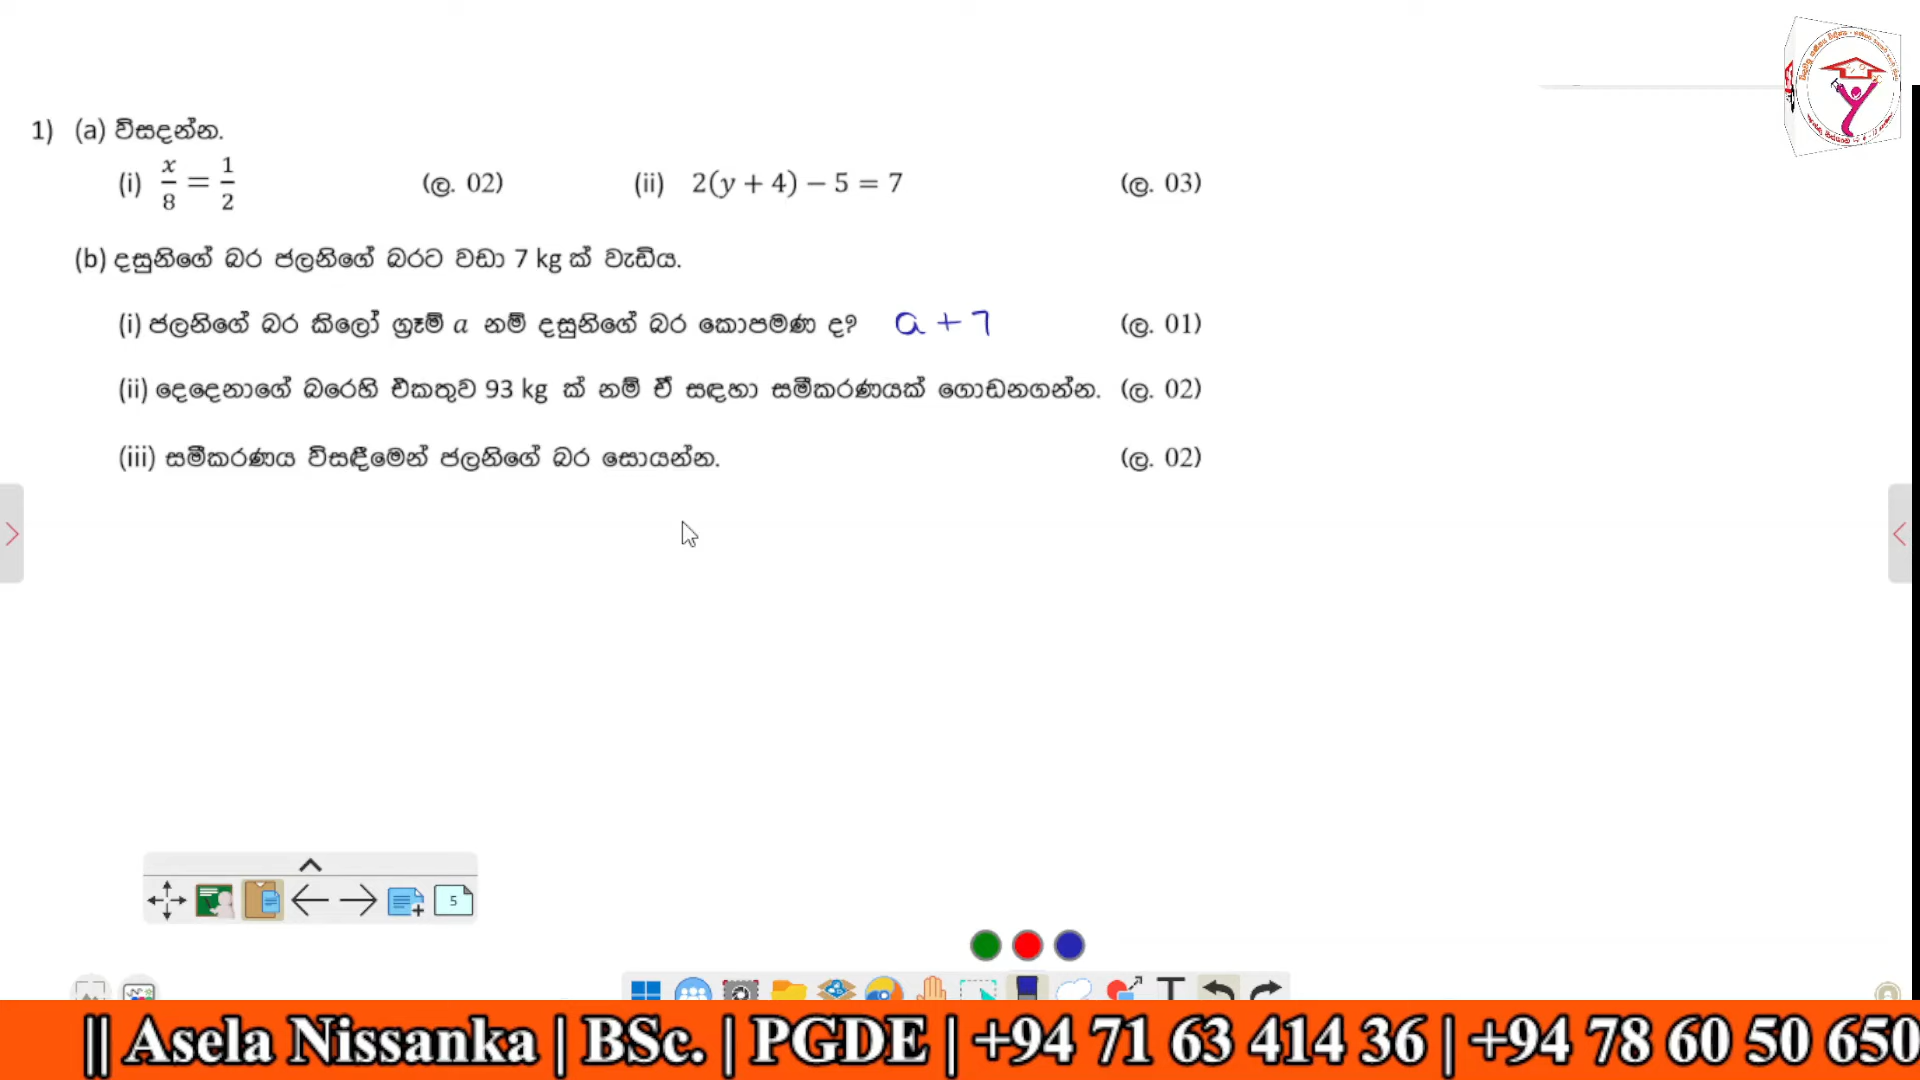 1) (a) විසදන්න.
(i) x/8 = 1/2 (ල. 02) (ii) 2(y + 4) − 5 = 7 (ල. 03)
(b) දසුනිගේ බර ජලනිගේ බරට වඩා 7 kg ක් වැඩිය.
(i) ජලනිගේ බර කිලෝ ග්‍රෑම් a නම් දසුනිගේ බර කොපමණ ද? a + 7 (ල. 01)
(ii) දෙදෙනාගේ බරෙහි එකතුව 93 kg ක් නම් ඒ සඳහා සමීකරණයක් ගොඩනගන්න. (ල. 02)
(iii) සමීකරණය විසඳීමෙන් ජලනිගේ බර සොයන්න. (ල. 02)
5
|| Asela Nissanka | BSc. | PGDE | +94 71 63 414 36 | +94 78 60 50 650